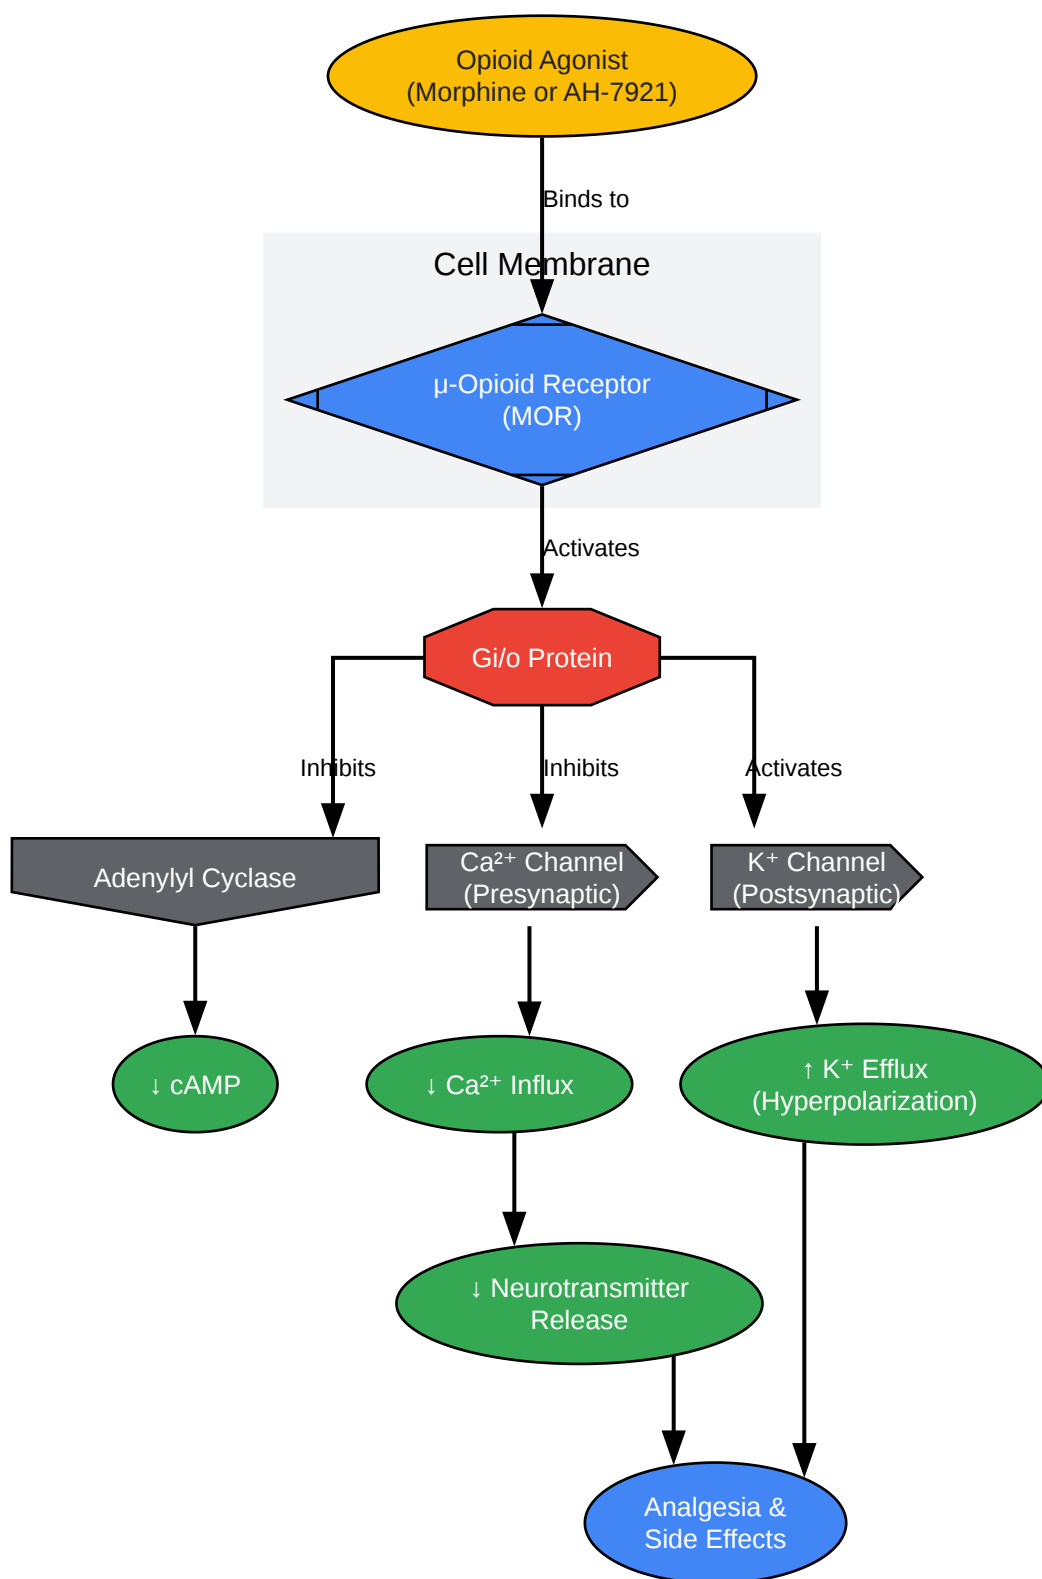 Opioid Agonist
(Morphine or AH-7921)
Binds to
Cell Membrane
μ-Opioid Receptor
(MOR)
Activates
Gi/o Protein
Inhibits
Inhibits
Activates
Adenylyl Cyclase
Ca²⁺ Channel
(Presynaptic)
K⁺ Channel
(Postsynaptic)
↓ cAMP
↓ Ca²⁺ Influx
↑ K⁺ Efflux
(Hyperpolarization)
↓ Neurotransmitter
Release
Analgesia &
Side Effects